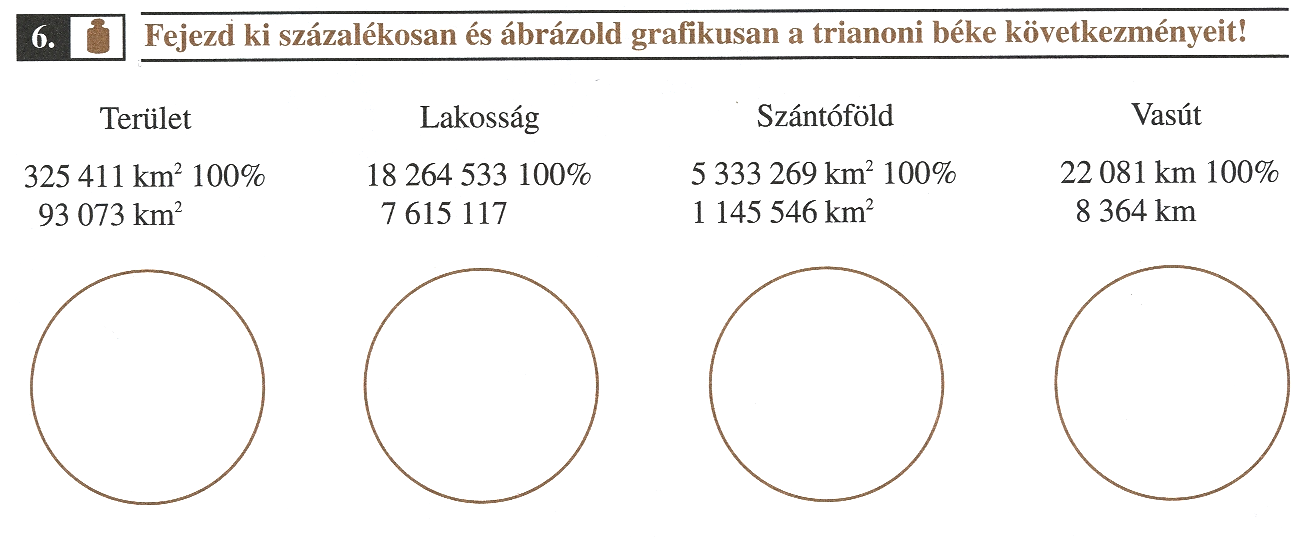 6. Fejezd ki százalékosan és ábrázold grafikusan a trianoni béke következményeit!
Terület Lakosság Szántóföld Vasút
325 411 km² 100% 18 264 533 100% 5 333 269 km² 100% 22 081 km 100%
93 073 km² 7 615 117 1 145 546 km² 8 364 km